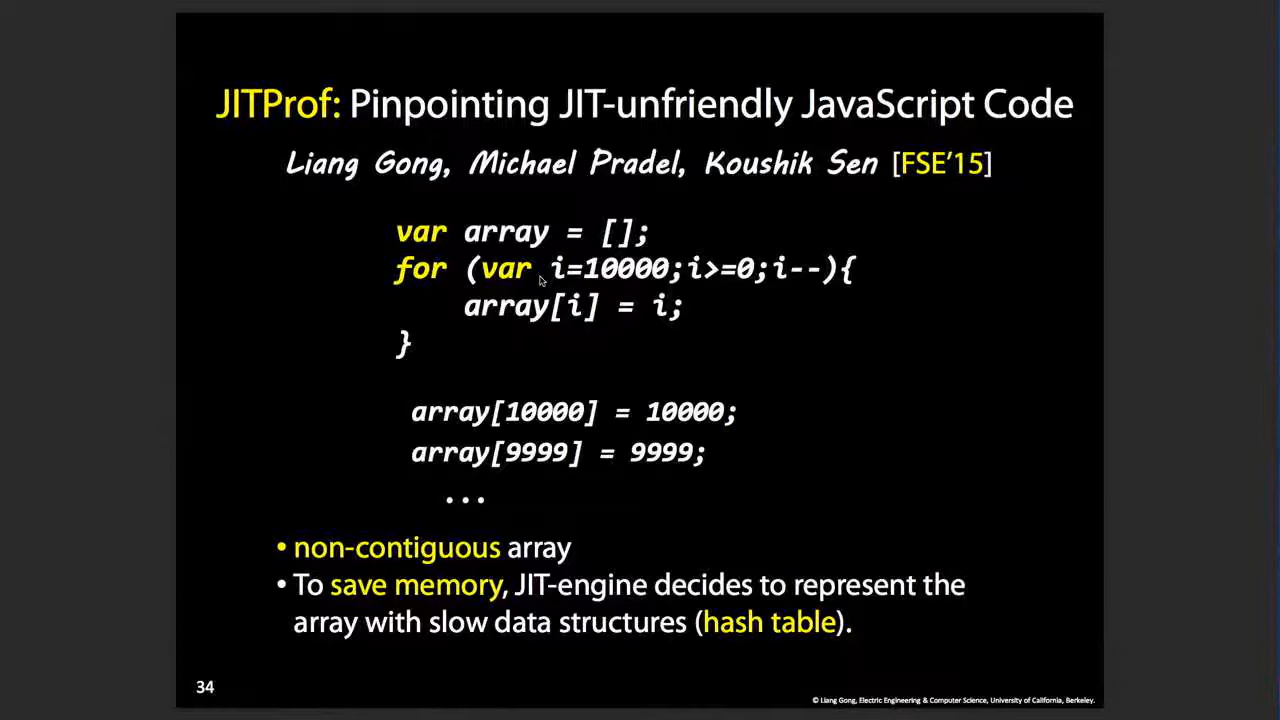 JITProf: Pinpointing JIT-unfriendly JavaScript Code
Liang Gong, Michael Pradel, Koushik Sen [FSE'15]
var array = [];
for (var i=10000;i>=0;i--){
array[i] = i;
}
array[10000] = 10000;
array[9999] = 9999;
...
• non-contiguous array
• To save memory, JIT-engine decides to represent the
array with slow data structures (hash table).
34
© Liang Gong, Electric Engineering & Computer Science, University of California, Berkeley.